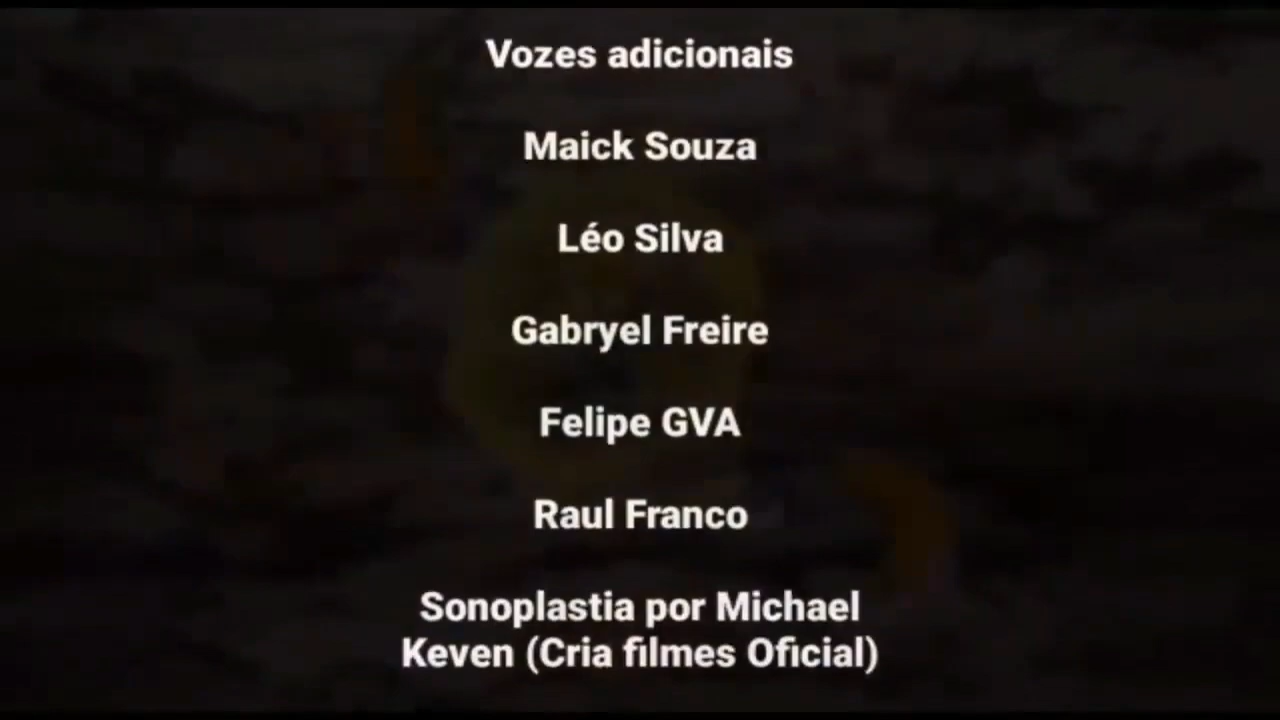 Vozes adicionais
Maick Souza
Léo Silva
Gabryel Freire
Felipe GVA
Raul Franco
Sonoplastia por Michael
Keven (Cria filmes Oficial)